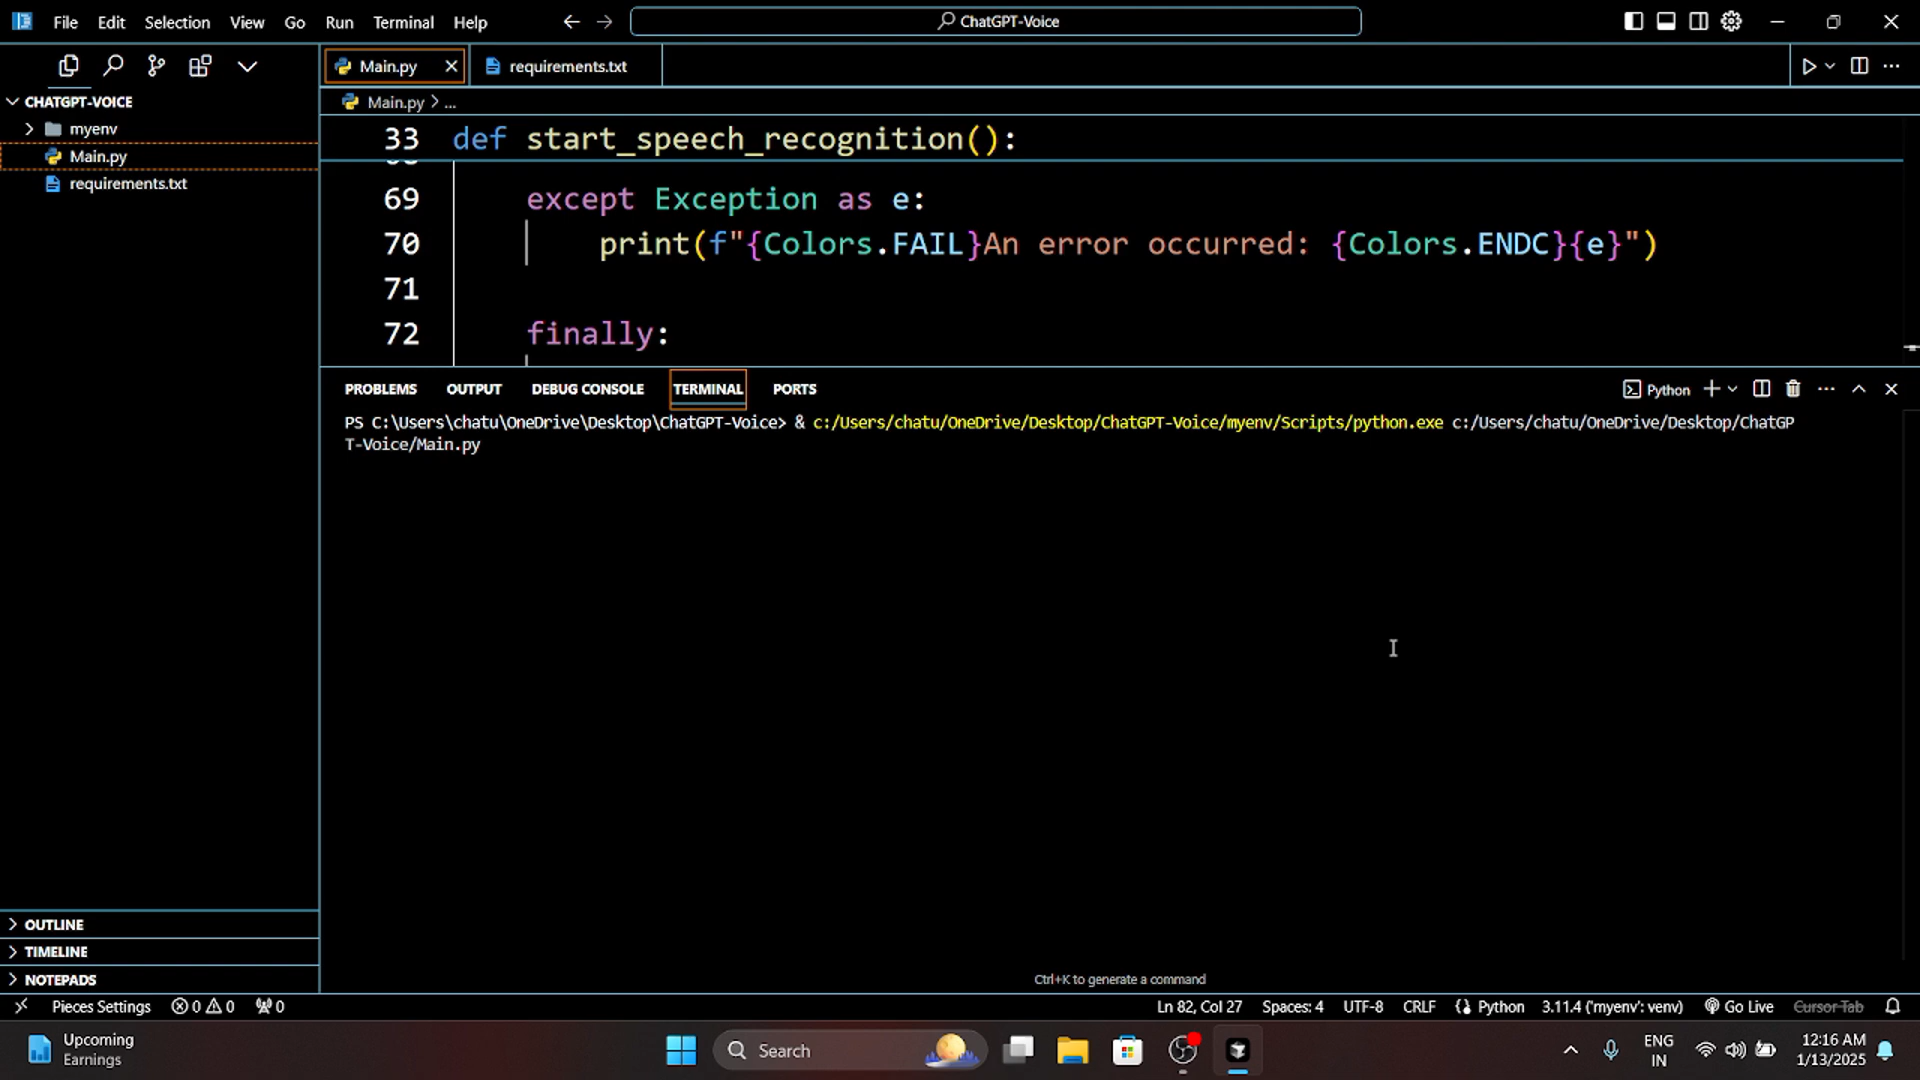 File Edit Selection View Go Run Terminal Help
ChatGPT-Voice
Main.py
requirements.txt
CHATGPT-VOICE
myenv
Main.py
requirements.txt
Main.py > ...
33 def start_speech_recognition():
69 except Exception as e:
70 print(f"{Colors.FAIL}An error occurred: {Colors.ENDC}{e}")
71
72 finally:
PROBLEMS OUTPUT DEBUG CONSOLE TERMINAL PORTS
Python
PS C:\Users\chatu\OneDrive\Desktop\ChatGPT-Voice> & c:/Users/chatu/OneDrive/Desktop/ChatGPT-Voice/myenv/Scripts/python.exe c:/Users/chatu/OneDrive/Desktop/ChatGP
T-Voice/Main.py
Ctrl+K to generate a command
OUTLINE
TIMELINE
NOTEPADS
Pieces Settings 0 0 0 Ln 82, Col 27 Spaces: 4 UTF-8 CRLF Python 3.11.4 ('myenv': venv) Go Live Cursor Tab
Upcoming
Earnings
Search
ENG
IN
12:16 AM
1/13/2025